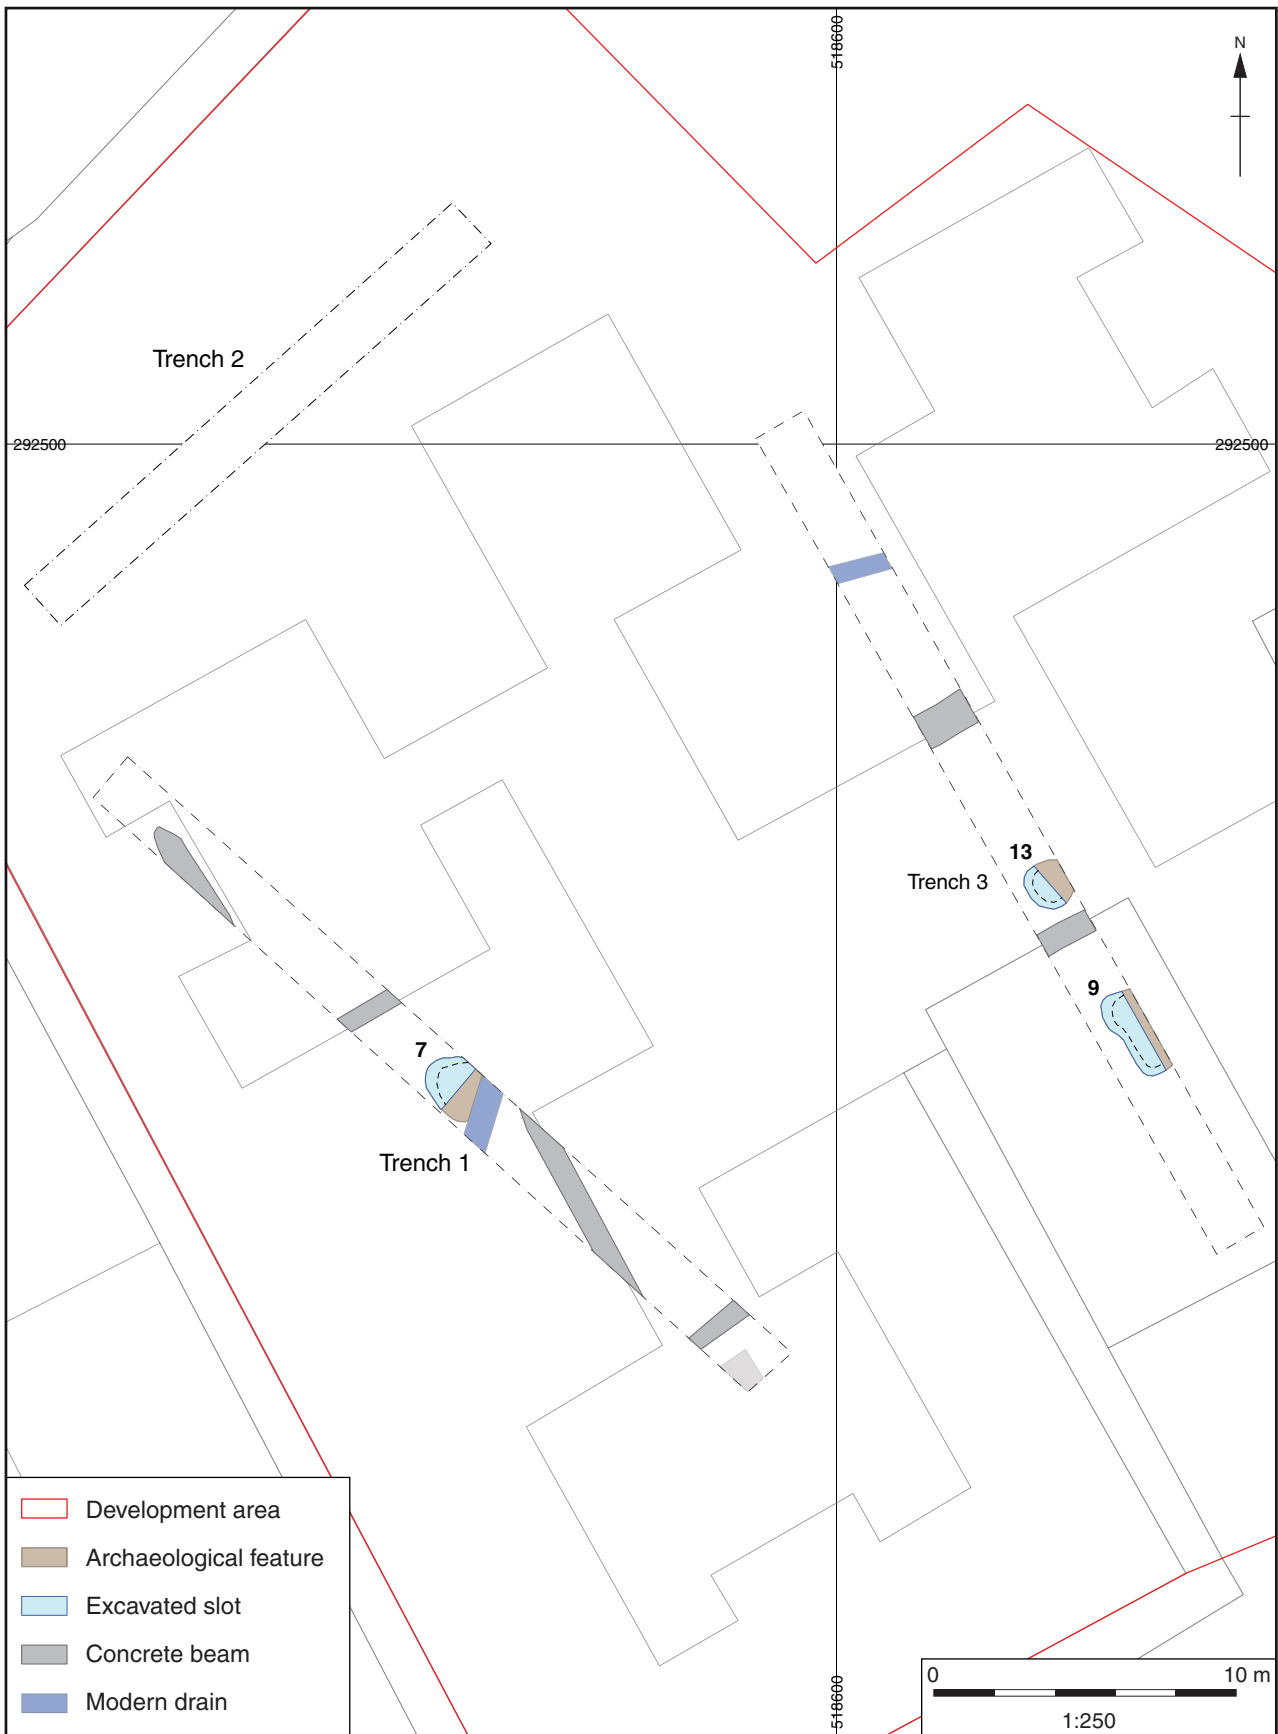 518600
N
Trench 2
292500
292500
13
Trench 3
9
7
Trench 1
Development area
Archaeological feature
Excavated slot
Concrete beam
Modern drain
518600
0
10 m
1:250